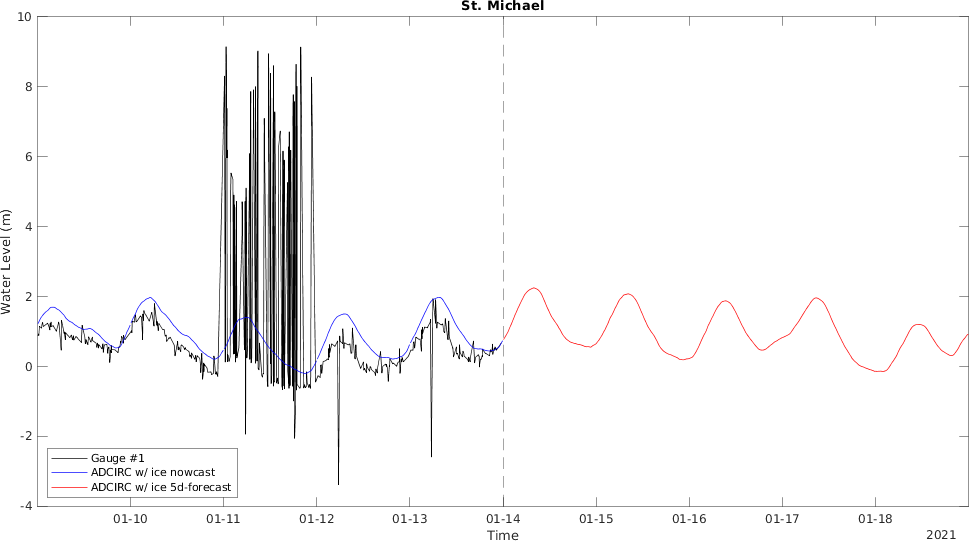 St. Michael
10
8
6
4
2
0
-2
-4
Water Level (m)
Gauge #1
ADCIRC w/ ice nowcast
ADCIRC w/ ice 5d-forecast
01-10 01-11 01-12 01-13 01-14 01-15 01-16 01-17 01-18
Time
2021